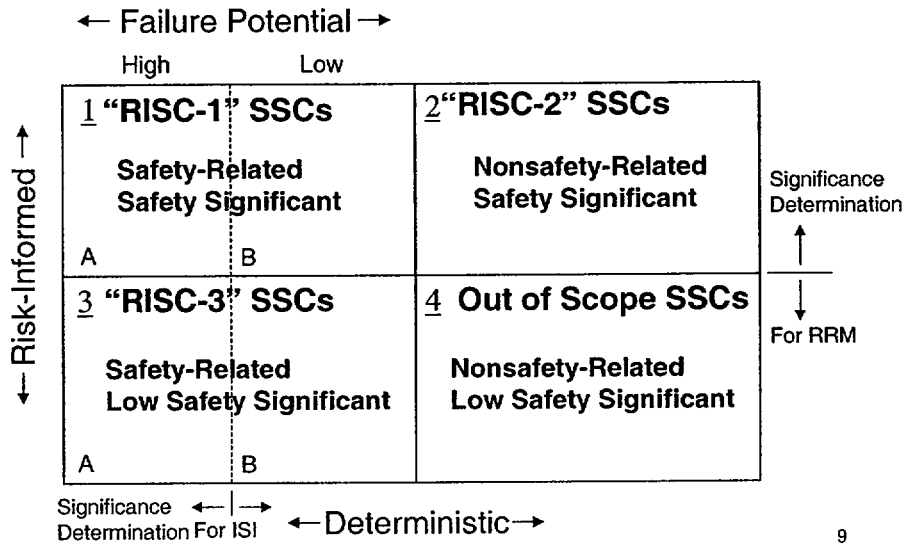 ← Failure Potential →
High Low
1 "RISC-1" SSCs
Safety-Related
Safety Significant
A B
2 "RISC-2" SSCs
Nonsafety-Related
Safety Significant
3 "RISC-3" SSCs
Safety-Related
Low Safety Significant
A B
4 Out of Scope SSCs
Nonsafety-Related
Low Safety Significant
← Risk-Informed →
Significance
Determination
For RRM
Significance ← →
Determination For ISI
← Deterministic →
9